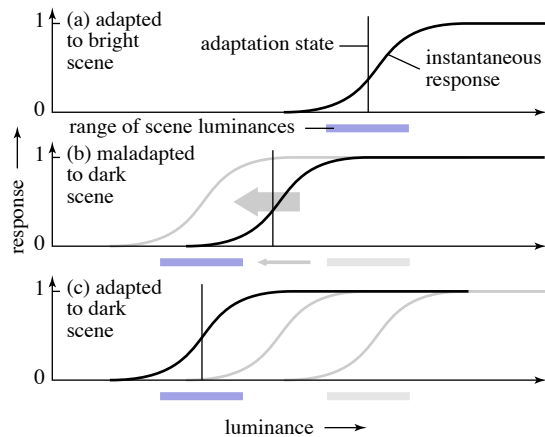 1
(a) adapted
to bright
scene
adaptation state
instantaneous
response
0
range of scene luminances
1
(b) maladapted
to dark
scene
0
response
1
(c) adapted
to dark
scene
0
luminance